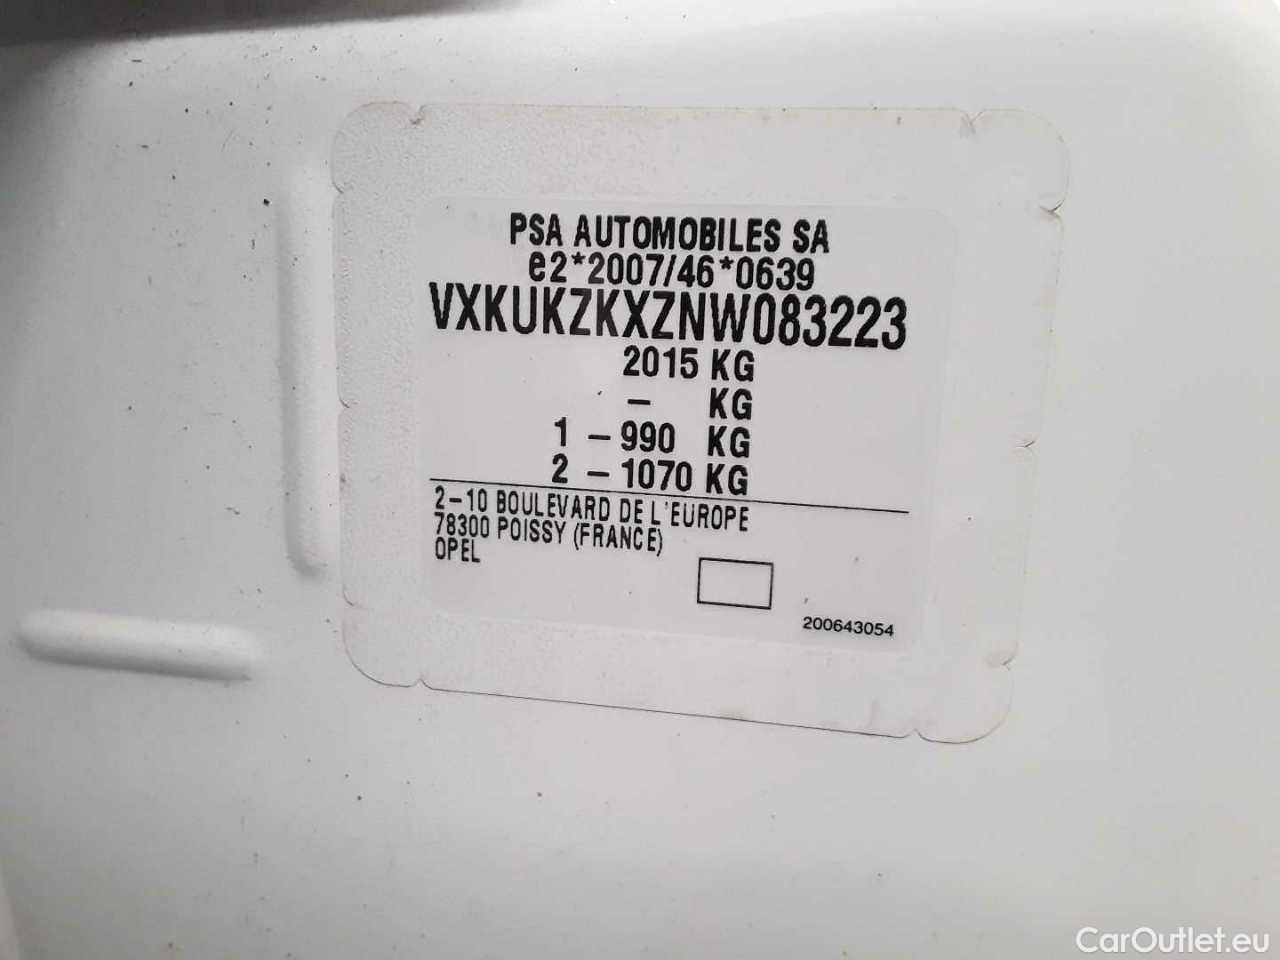 PSA AUTOMOBILES SA
e2*2007/46*0639
VXKUKZKXZNW083223
2015 KG
- KG
1 - 990 KG
2 - 1070 KG
2-10 BOULEVARD DE L'EUROPE
78300 POISSY (FRANCE)
OPEL
200643054
CarOutlet.eu